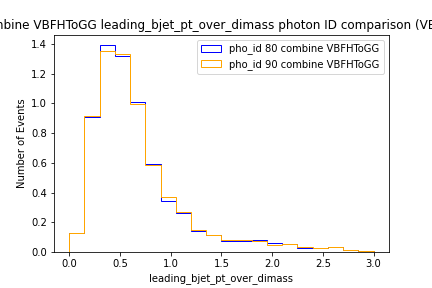 nbine VBFHToGG leading_bjet_pt_over_dimass photon ID comparison (VB
pho_id 80 combine VBFHToGG
pho_id 90 combine VBFHToGG
Number of Events
1.4
1.2
1.0
0.8
0.6
0.4
0.2
0.0
0.0 0.5 1.0 1.5 2.0 2.5 3.0
leading_bjet_pt_over_dimass